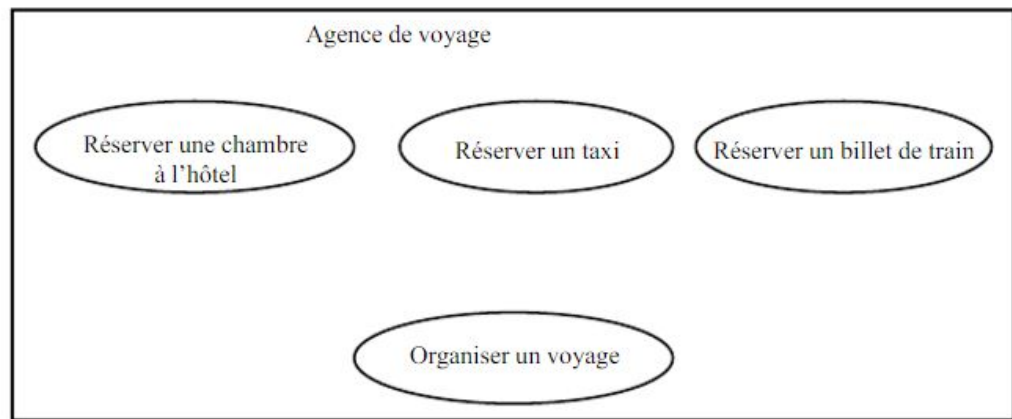 Agence de voyage
Réserver une chambre
à l’hôtel
Réserver un taxi
Réserver un billet de train
Organiser un voyage